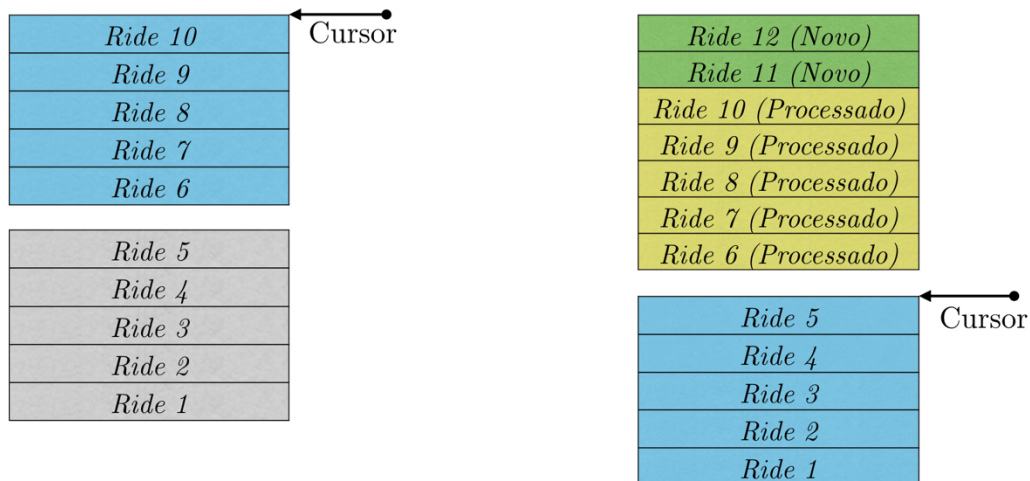 Ride 10
Cursor
Ride 9
Ride 8
Ride 7
Ride 6
Ride 5
Ride 4
Ride 3
Ride 2
Ride 1
Ride 12 (Novo)
Ride 11 (Novo)
Ride 10 (Processado)
Ride 9 (Processado)
Ride 8 (Processado)
Ride 7 (Processado)
Ride 6 (Processado)
Ride 5
Cursor
Ride 4
Ride 3
Ride 2
Ride 1